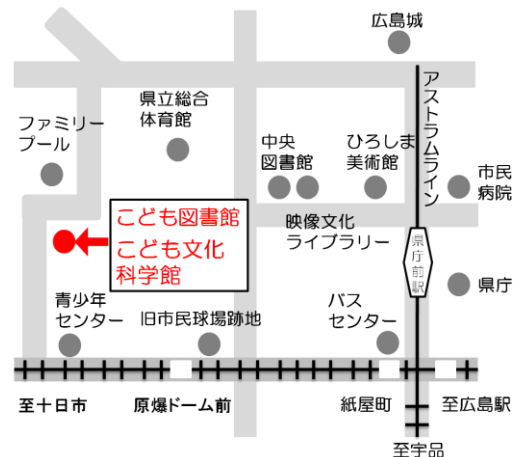 広島城
アストラムライン
県立総合
体育館
ファミリー
プール
中央
図書館
ひろしま
美術館
市民
病院
こども図書館
こども文化
科学館
映像文化
ライブラリー
県庁前駅
県庁
青少年
センター
旧市民球場跡地
バス
センター
至十日市
原爆ドーム前
紙屋町
至広島駅
至宇品